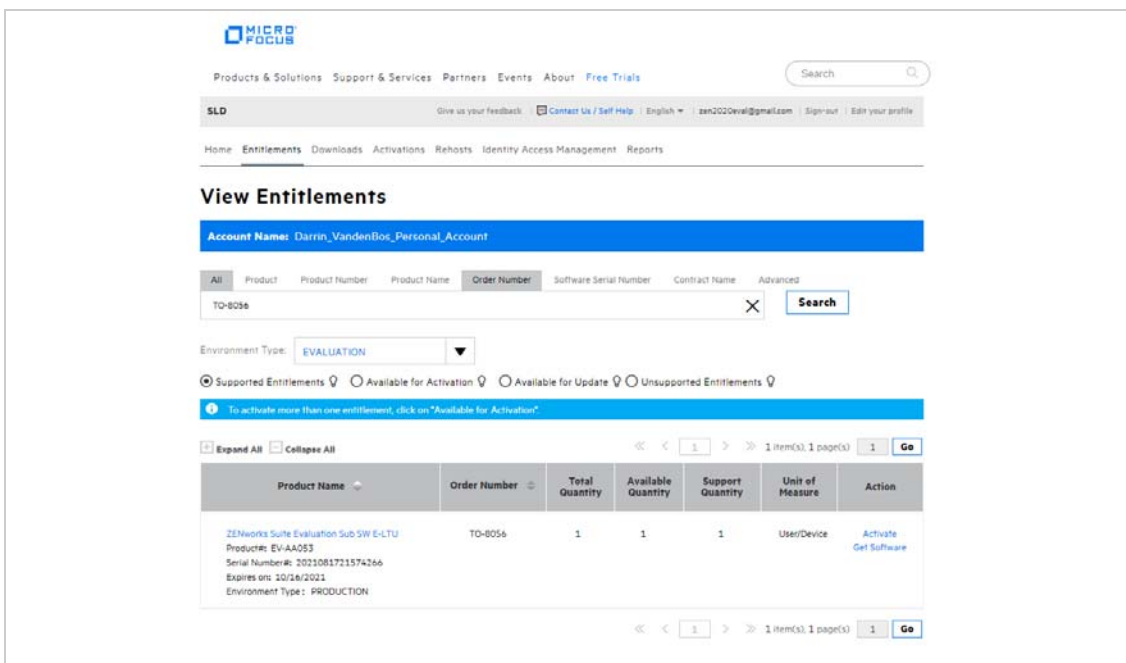 MICRO
FOCUS
Products & Solutions Support & Services Partners Events About Free Trials Search
SLD Give us your feedback Contact Us / Self Help English zen2020eval@gmail.com Sign-out Edit your profile
Home Entitlements Downloads Activations Rehosts Identity Access Management Reports
View Entitlements
Account Name: Darrin_VandenBos_Personal_Account
All Product Product Number Product Name Order Number Software Serial Number Contract Name Advanced
TO-8056 Search
Environment Type: EVALUATION
Supported Entitlements Available for Activation Available for Update Unsupported Entitlements
To activate more than one entitlement, click on "Available for Activation".
Expand All Collapse All 1 1 item(s), 1 page(s) 1 Go
Product Name Order Number Total Quantity Available Quantity Support Quantity Unit of Measure Action
ZENworks Suite Evaluation Sub SW E-LTU TO-8056 1 1 1 User/Device Activate
Product#: EV-AA053 Get Software
Serial Number#: 2021081721574266
Expires on: 10/16/2021
Environment Type : PRODUCTION
1 1 item(s), 1 page(s) 1 Go